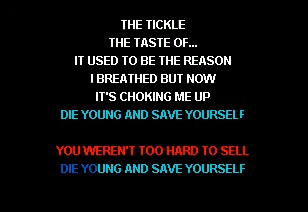 THE TICKLE
THE TASTE OF...
IT USED TO BE THE REASON
I BREATHED BUT NOW
IT'S CHOKING ME UP
DIE YOUNG AND SAVE YOURSELF
YOU WEREN'T TOO HARD TO SELL
DIE YOUNG AND SAVE YOURSELF